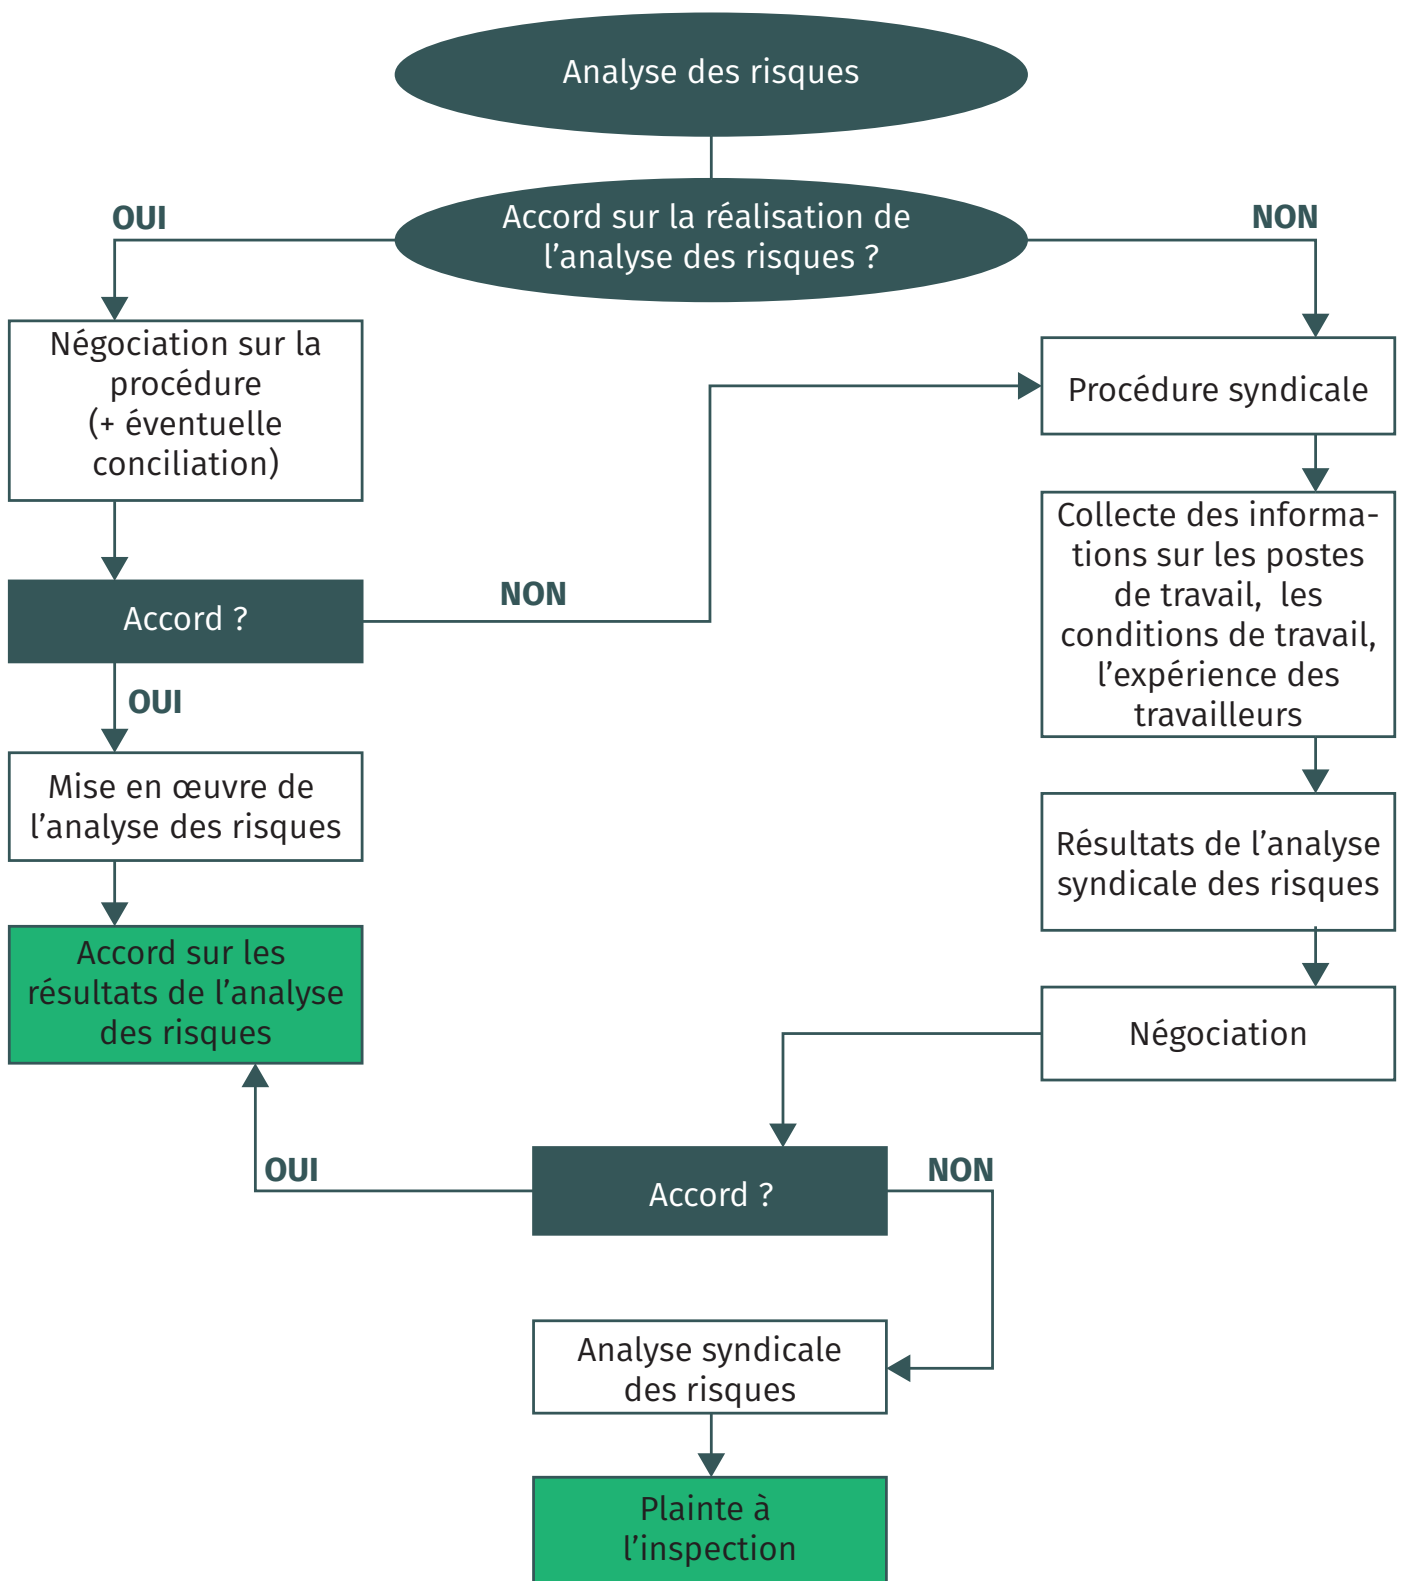 Analyse des risques
Accord sur la réalisation de
l’analyse des risques ?
OUI
NON
Négociation sur la
procédure
(+ éventuelle
conciliation)
Procédure syndicale
Collecte des informa-
tions sur les postes
de travail, les
conditions de travail,
l’expérience des
travailleurs
NON
Accord ?
OUI
Mise en œuvre de
l’analyse des risques
Résultats de l’analyse
syndicale des risques
Accord sur les
résultats de l’analyse
des risques
Négociation
OUI
NON
Accord ?
Analyse syndicale
des risques
Plainte à
l’inspection